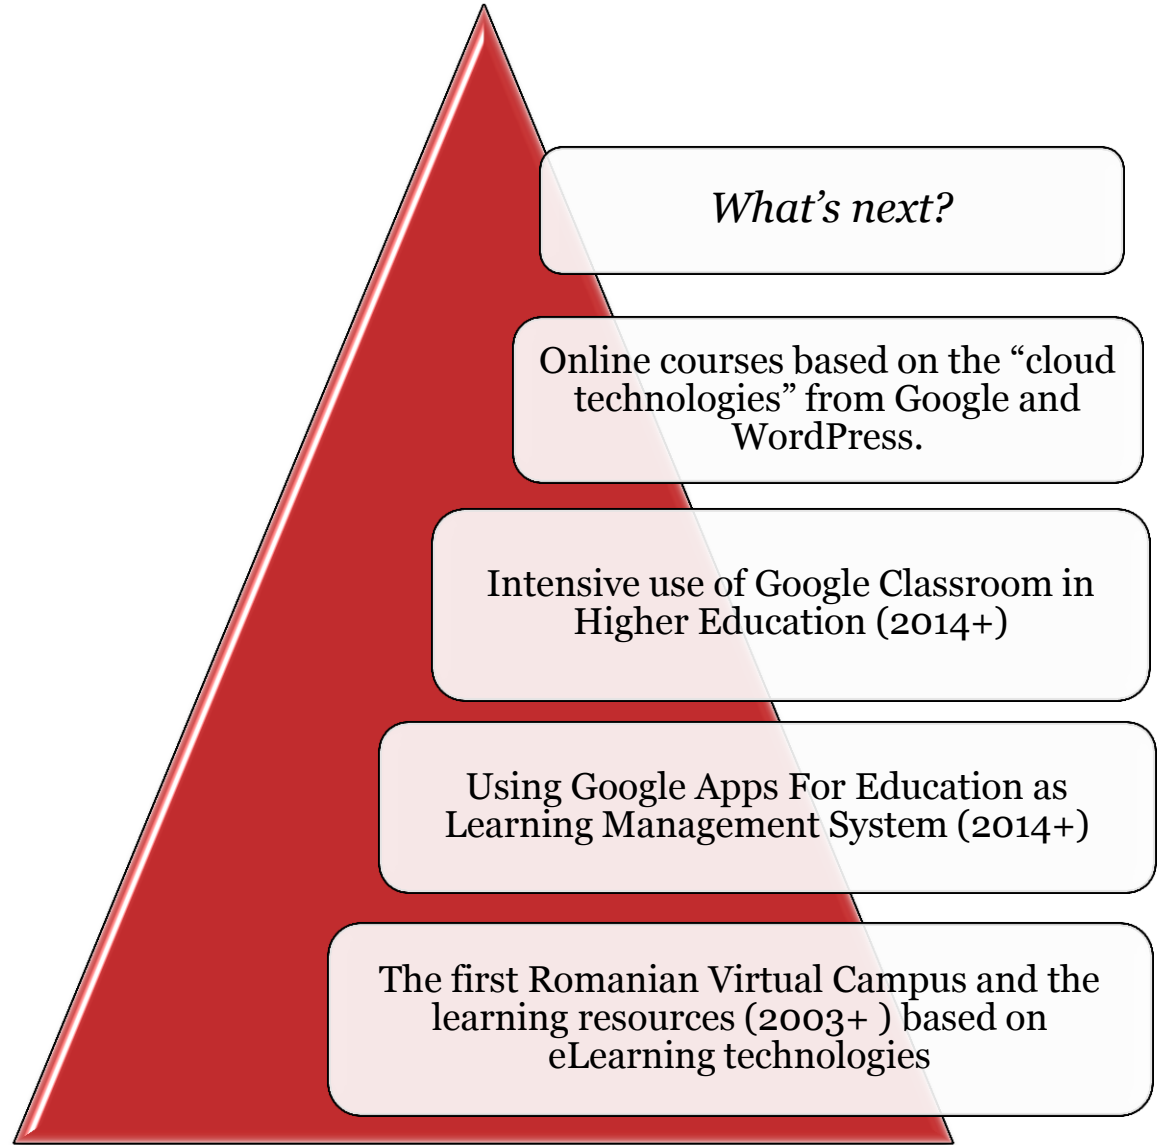 What’s next?
Online courses based on the “cloud
technologies” from Google and
WordPress.
Intensive use of Google Classroom in
Higher Education (2014+)
Using Google Apps For Education as
Learning Management System (2014+)
The first Romanian Virtual Campus and the
learning resources (2003+ ) based on
eLearning technologies